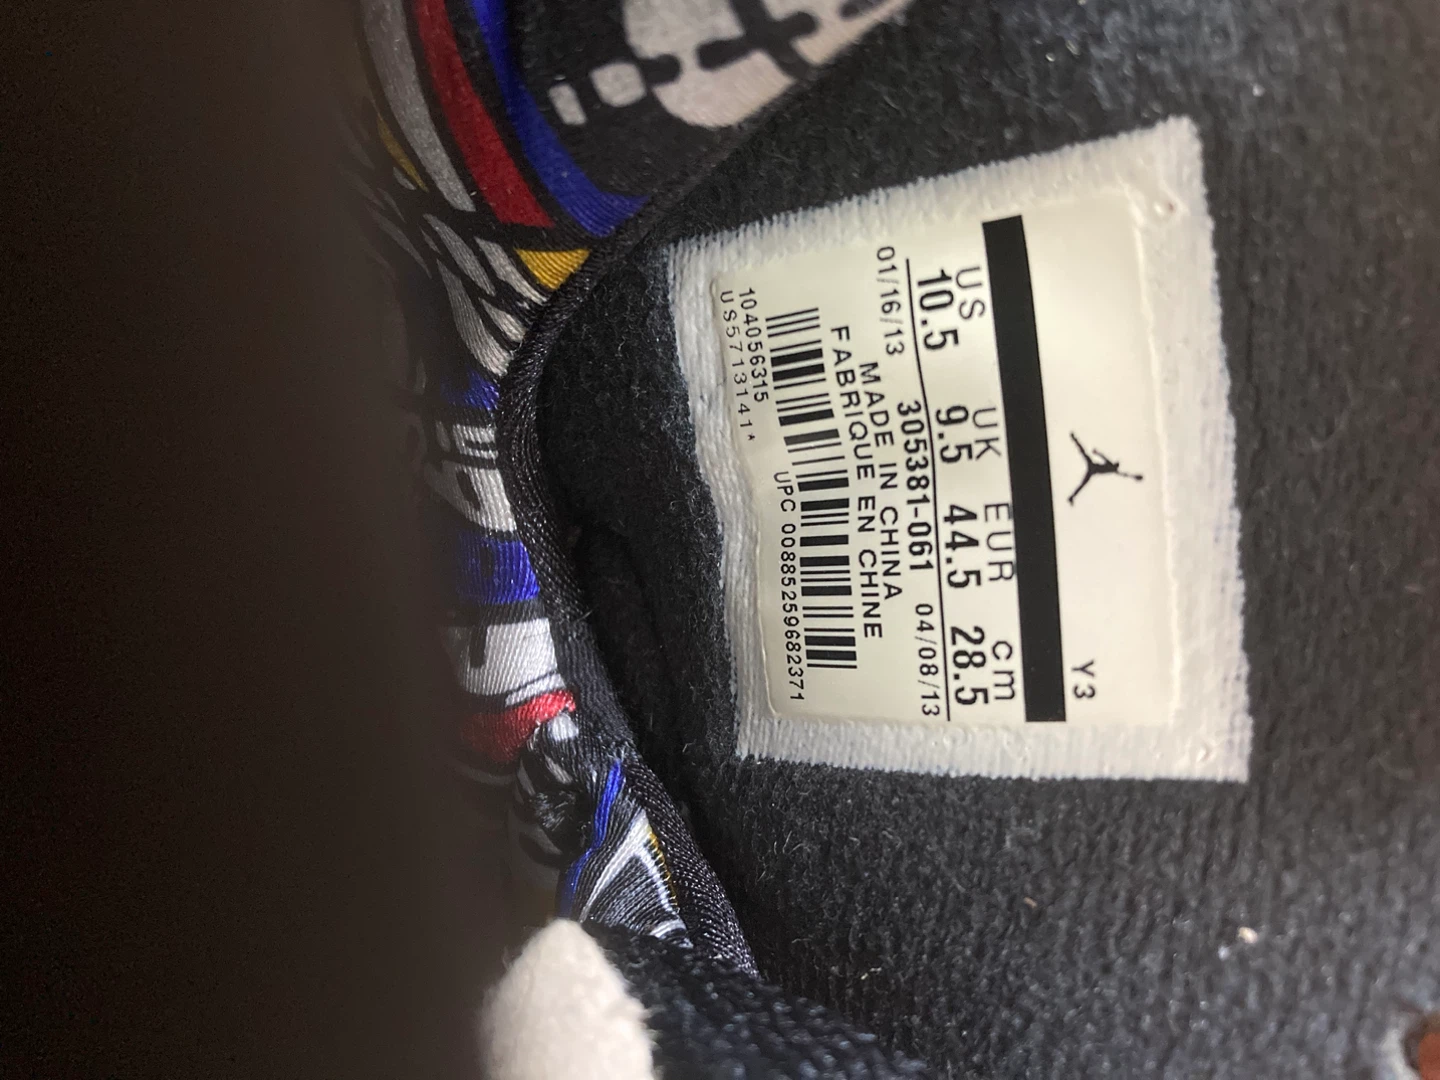 Y3
US UK EUR cm
10.5 9.5 44.5 28.5
01/16/13 305381-061 04/08/13
MADE IN CHINA
FABRIQUE EN CHINE
UPC 00885259682371
104056315
US5713141A